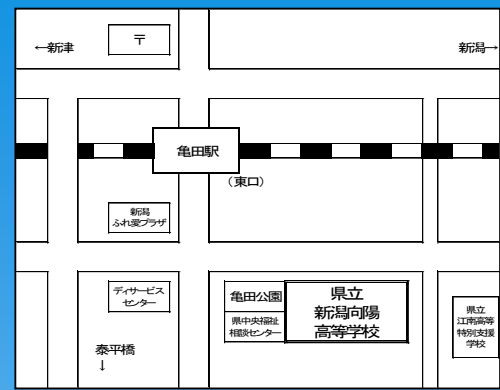 ←新津
〒
新潟→
亀田駅
（東口）
新潟
ふれ愛プラザ
デイサービス
センター
亀田公園
県中央福祉
相談センター
県立
新潟向陽
高等学校
県立
江南高等
特別支援
学校
泰平橋
↓